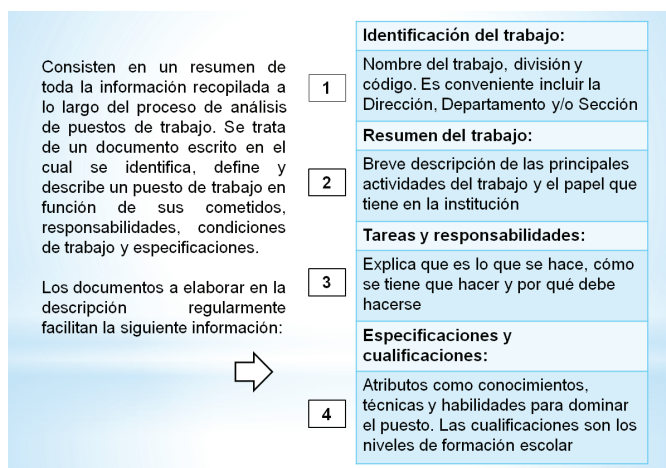 Consisten en un resumen de
toda la información recopilada a
lo largo del proceso de análisis
de puestos de trabajo. Se trata
de un documento escrito en el
cual se identifica, define y
describe un puesto de trabajo en
función de sus cometidos,
responsabilidades, condiciones
de trabajo y especificaciones.
Los documentos a elaborar en la
descripción regularmente
facilitan la siguiente información:
Identificación del trabajo:
1
Nombre del trabajo, división y
código. Es conveniente incluir la
Dirección, Departamento y/o Sección
Resumen del trabajo:
2
Breve descripción de las principales
actividades del trabajo y el papel que
tiene en la institución
Tareas y responsabilidades:
3
Explica que es lo que se hace, cómo
se tiene que hacer y por qué debe
hacerse
Especificaciones y
cualificaciones:
4
Atributos como conocimientos,
técnicas y habilidades para dominar
el puesto. Las cualificaciones son los
niveles de formación escolar